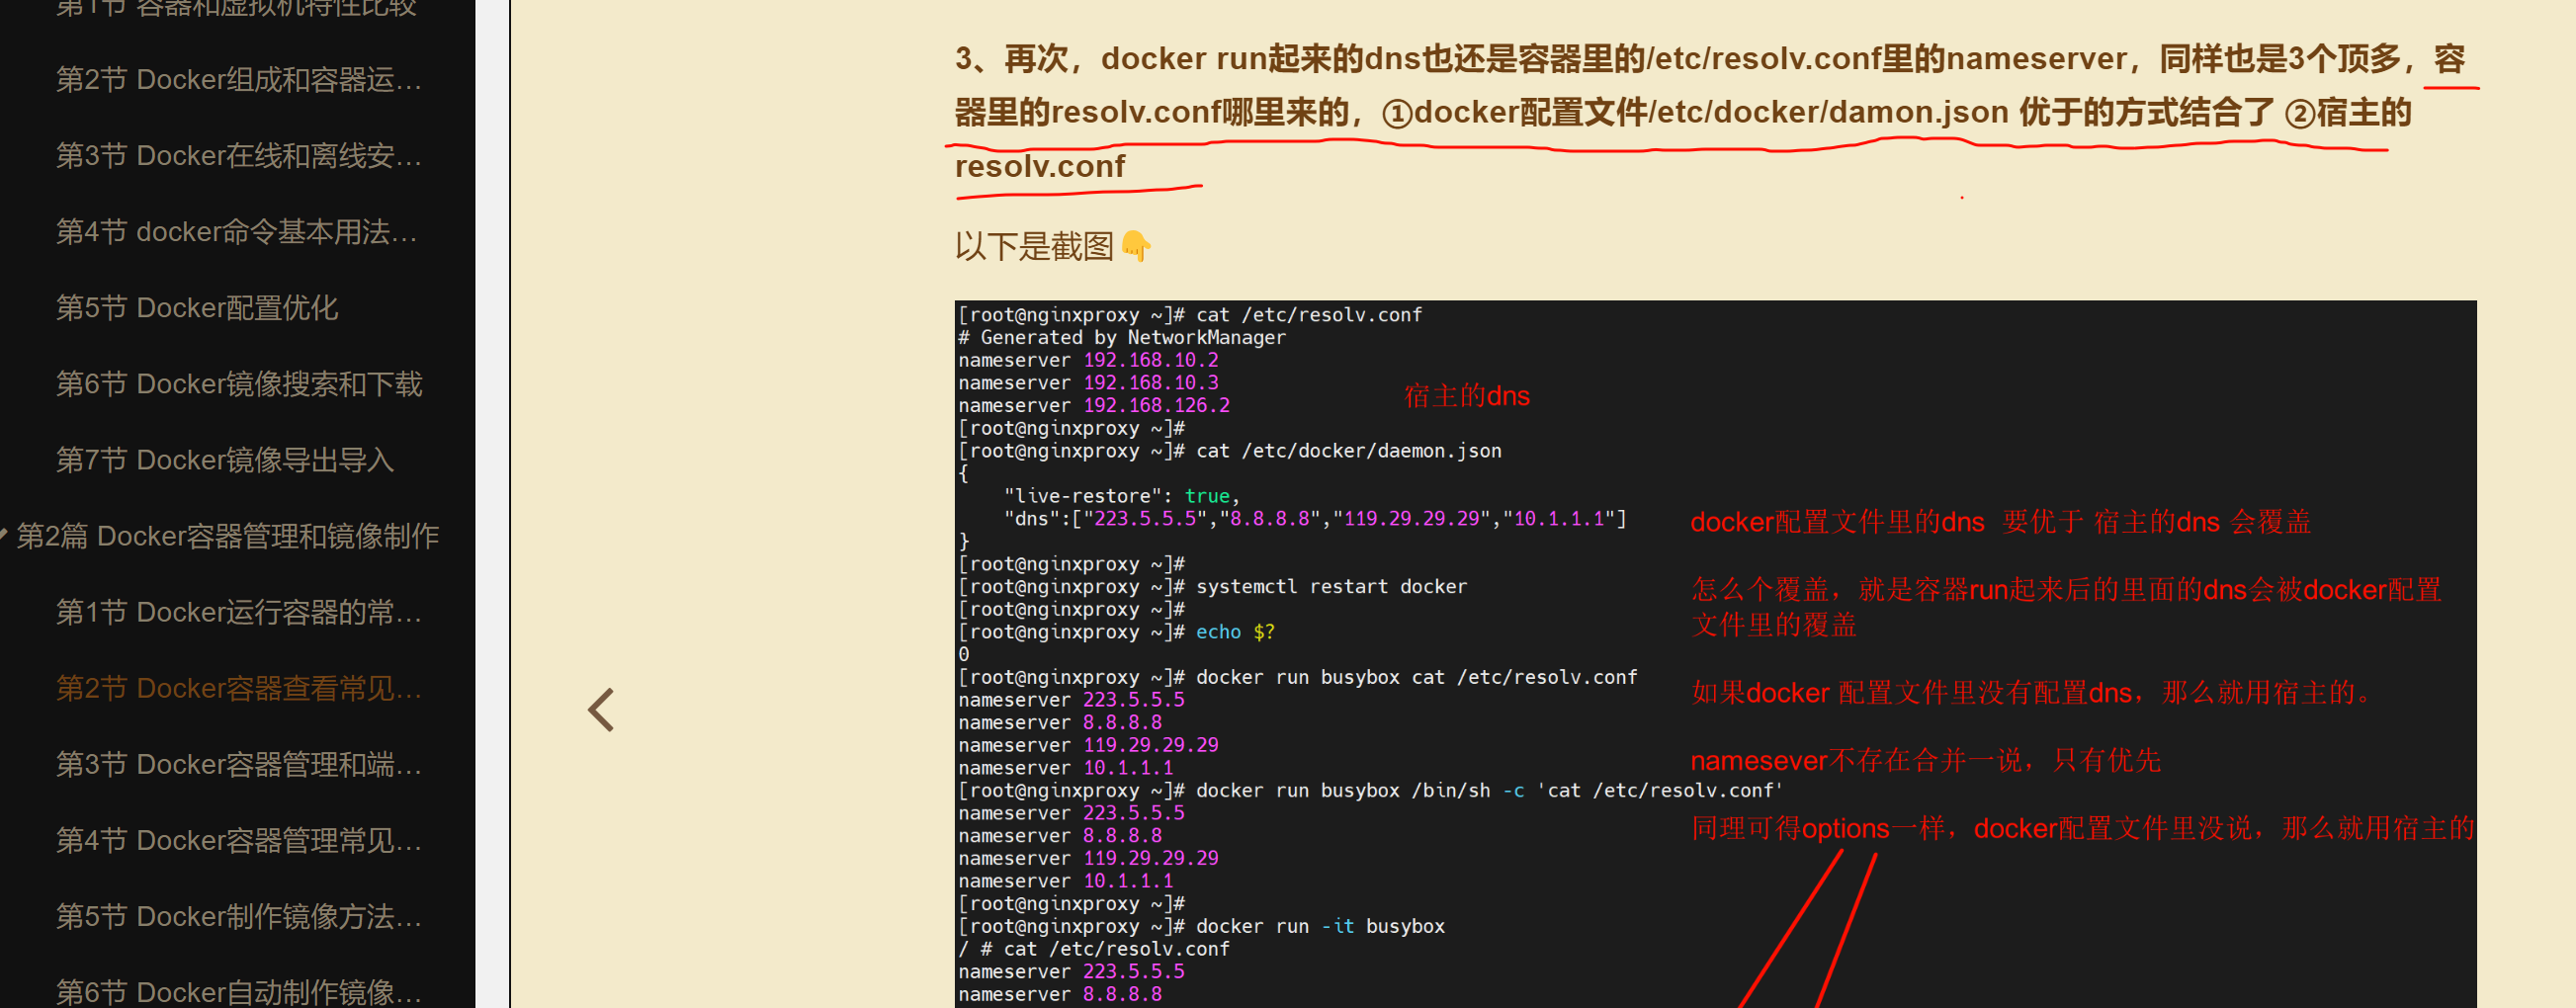 第1节 容器和虚拟机特性比较
第2节 Docker组成和容器运…
第3节 Docker在线和离线安…
第4节 docker命令基本用法…
第5节 Docker配置优化
第6节 Docker镜像搜索和下载
第7节 Docker镜像导出导入
第2篇 Docker容器管理和镜像制作
第1节 Docker运行容器的常…
第2节 Docker容器查看常见…
第3节 Docker容器管理和端…
第4节 Docker容器管理常见…
第5节 Docker制作镜像方法…
第6节 Docker自动制作镜像…
3、再次，docker run起来的dns也还是容器里的/etc/resolv.conf里的nameserver，同样也是3个顶多，容
器里的resolv.conf哪里来的，①docker配置文件/etc/docker/damon.json 优于的方式结合了 ②宿主的
resolv.conf
以下是截图👇
[root@nginxproxy ~]# cat /etc/resolv.conf
# Generated by NetworkManager
nameserver 192.168.10.2
nameserver 192.168.10.3
nameserver 192.168.126.2
宿主的dns
[root@nginxproxy ~]#
[root@nginxproxy ~]# cat /etc/docker/daemon.json
{
"live-restore": true,
"dns":["223.5.5.5","8.8.8.8","119.29.29.29","10.1.1.1"]
}
[root@nginxproxy ~]#
[root@nginxproxy ~]# systemctl restart docker
[root@nginxproxy ~]#
[root@nginxproxy ~]# echo $?
0
[root@nginxproxy ~]# docker run busybox cat /etc/resolv.conf
nameserver 223.5.5.5
nameserver 8.8.8.8
nameserver 119.29.29.29
nameserver 10.1.1.1
[root@nginxproxy ~]# docker run busybox /bin/sh -c 'cat /etc/resolv.conf'
nameserver 223.5.5.5
nameserver 8.8.8.8
nameserver 119.29.29.29
nameserver 10.1.1.1
[root@nginxproxy ~]#
[root@nginxproxy ~]# docker run -it busybox
/ # cat /etc/resolv.conf
nameserver 223.5.5.5
nameserver 8.8.8.8
docker配置文件里的dns 要优于 宿主的dns 会覆盖
怎么个覆盖，就是容器run起来后的里面的dns会被docker配置
文件里的覆盖
如果docker 配置文件里没有配置dns，那么就用宿主的。
namesever不存在合并一说，只有优先
同理可得options一样，docker配置文件里没说，那么就用宿主的